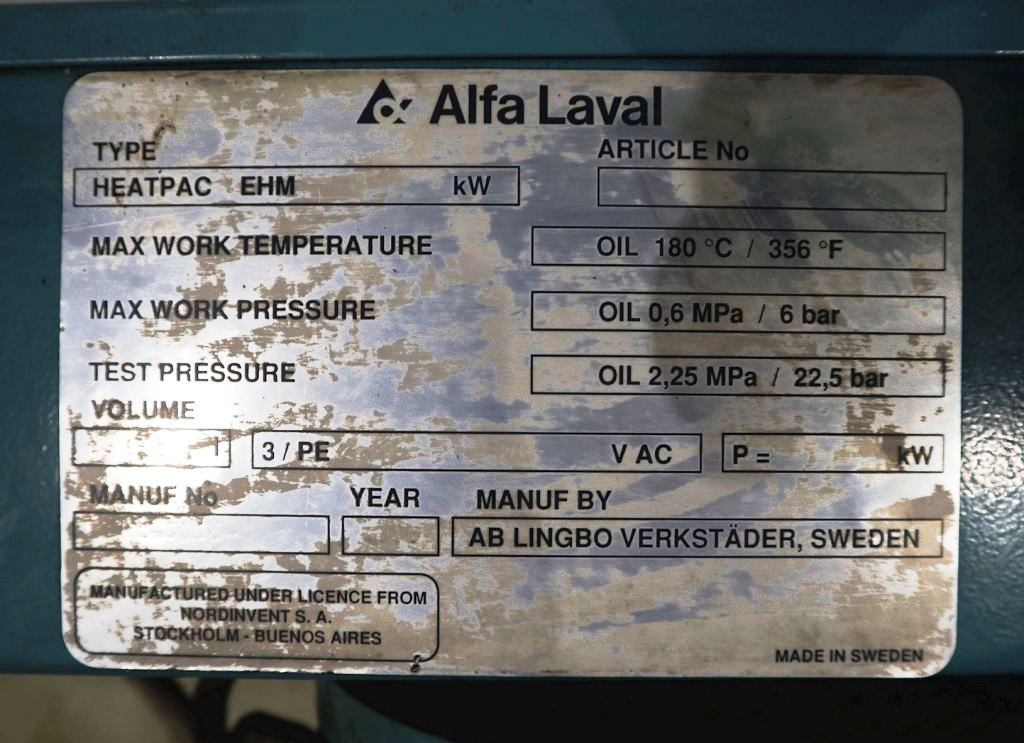 Alfa Laval
TYPE ARTICLE No
HEATPAC EHM kW
MAX WORK TEMPERATURE OIL 180 °C / 356 °F
MAX WORK PRESSURE OIL 0,6 MPa / 6 bar
TEST PRESSURE OIL 2,25 MPa / 22,5 bar
VOLUME
l 3 / PE V AC P = kW
MANUF No YEAR MANUF BY
AB LINGBO VERKSTÄDER, SWEDEN
MANUFACTURED UNDER LICENCE FROM
NORDINVENT S. A.
STOCKHOLM - BUENOS AIRES
MADE IN SWEDEN